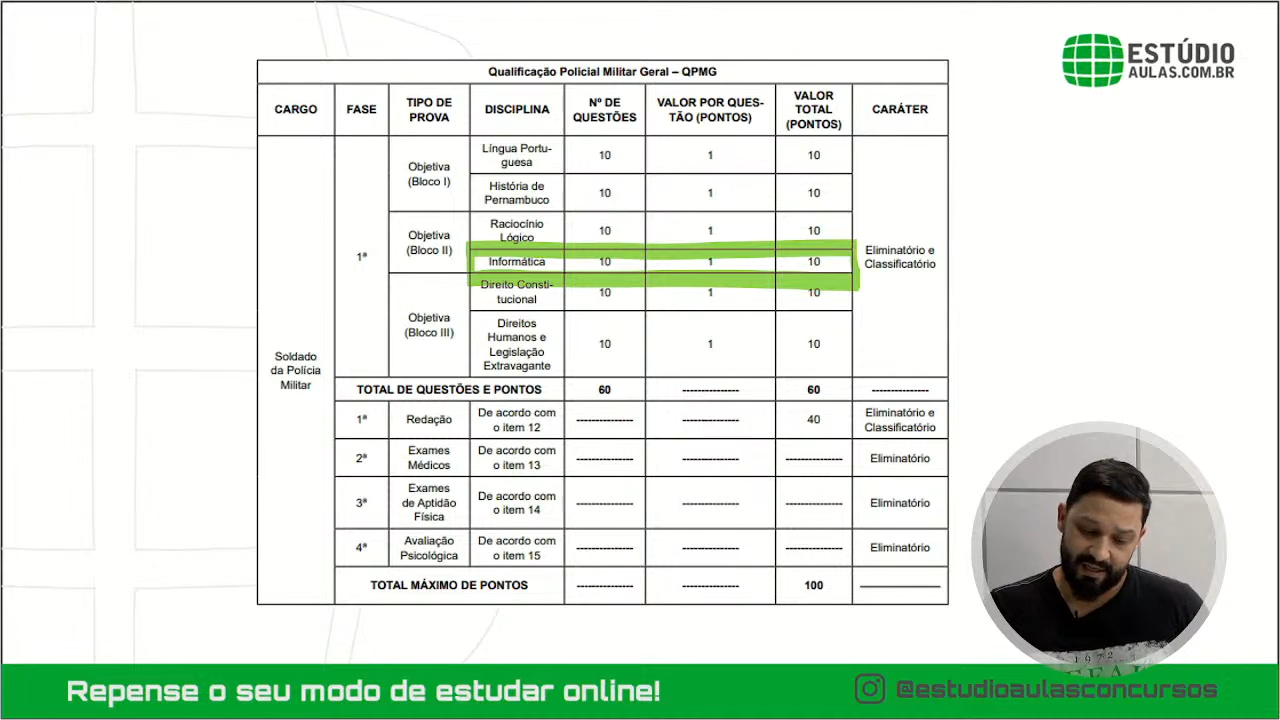 ESTÚDIO
AULAS.COM.BR
Qualificação Policial Militar Geral – QPMG
CARGO FASE TIPO DE PROVA DISCIPLINA Nº DE QUESTÕES VALOR POR QUES-TÃO (PONTOS) VALOR TOTAL (PONTOS) CARÁTER
Soldado da Polícia Militar
1ª
Objetiva (Bloco I)
Língua Portu-guesa 10 1 10
História de Pernambuco 10 1 10
Objetiva (Bloco II)
Raciocínio Lógico 10 1 10
Informática 10 1 10
Objetiva (Bloco III)
Direito Consti-tucional 10 1 10
Direitos Humanos e Legislação Extravagante 10 1 10
Eliminatório e Classificatório
TOTAL DE QUESTÕES E PONTOS 60 --------------- 60 ---------------
1ª Redação De acordo com o item 12 --------------- --------------- 40 Eliminatório e Classificatório
2ª Exames Médicos De acordo com o item 13 --------------- --------------- --------------- Eliminatório
3ª Exames de Aptidão Física De acordo com o item 14 --------------- --------------- --------------- Eliminatório
4ª Avaliação Psicológica De acordo com o item 15 --------------- --------------- --------------- Eliminatório
TOTAL MÁXIMO DE PONTOS --------------- --------------- 100
1972
Repense o seu modo de estudar online!
@estudioaulasconcursos